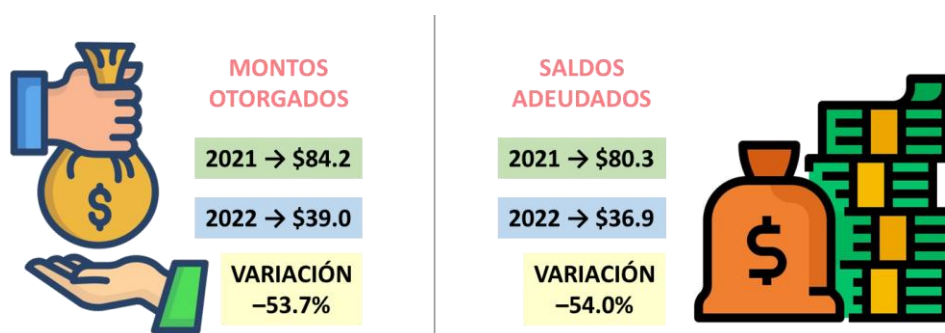 MONTOS
OTORGADOS
2021 → $84.2
2022 → $39.0
VARIACIÓN
–53.7%
SALDOS
ADEUDADOS
2021 → $80.3
2022 → $36.9
VARIACIÓN
–54.0%
$
$